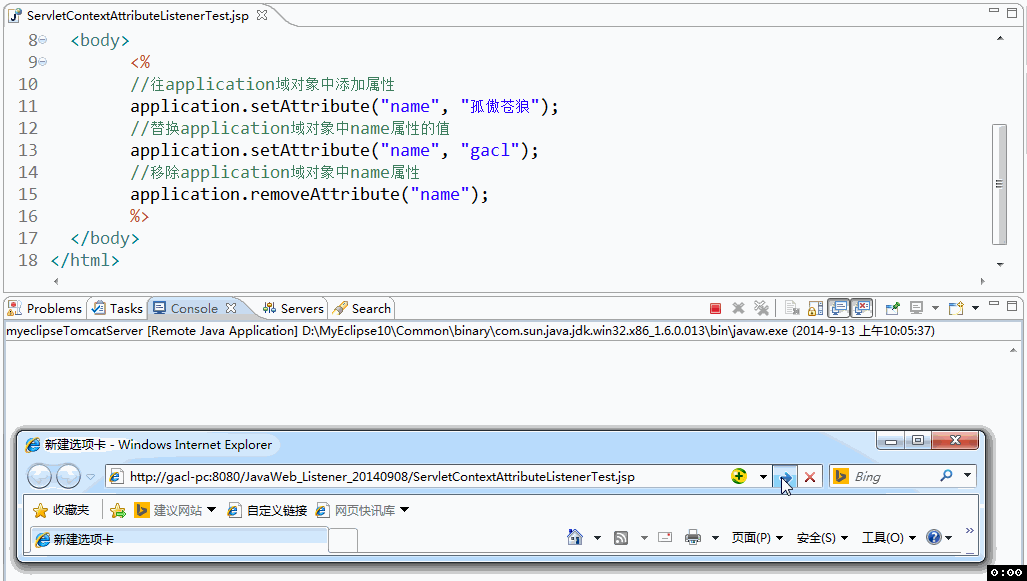 ServletContextAttributeListenerTest.jsp
8 <body>
9 <%
10 //往application域对象中添加属性
11 application.setAttribute("name", "孤傲苍狼");
12 //替换application域对象中name属性的值
13 application.setAttribute("name", "gacl");
14 //移除application域对象中name属性
15 application.removeAttribute("name");
16 %>
17 </body>
18 </html>
Problems Tasks Console Servers Search
myeclipseTomcatServer [Remote Java Application] D:\MyEclipse10\Common\binary\com.sun.java.jdk.win32.x86_1.6.0.013\bin\javaw.exe (2014-9-13 上午10:05:37)
新建选项卡 - Windows Internet Explorer
http://gacl-pc:8080/JavaWeb_Listener_20140908/ServletContextAttributeListenerTest.jsp Bing
收藏夹 建议网站 自定义链接 网页快讯库
新建选项卡 页面(P) 安全(S) 工具(O) »
0:00